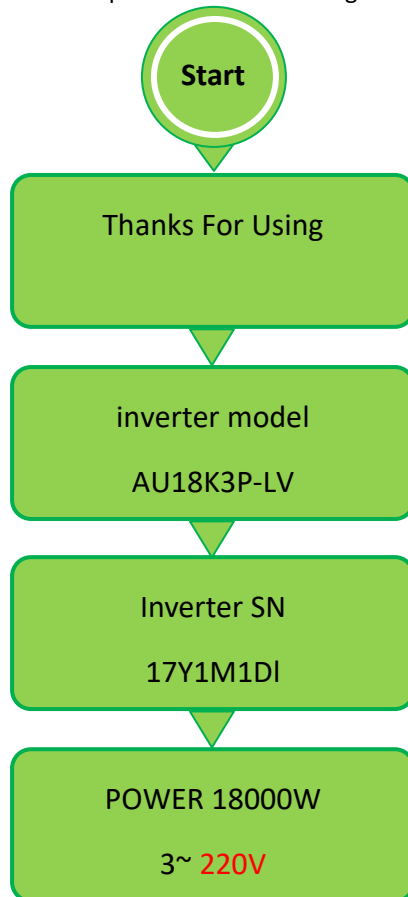 Start
Thanks For Using
inverter model
AU18K3P-LV
Inverter SN
17Y1M1Dl
POWER 18000W
3~ 220V